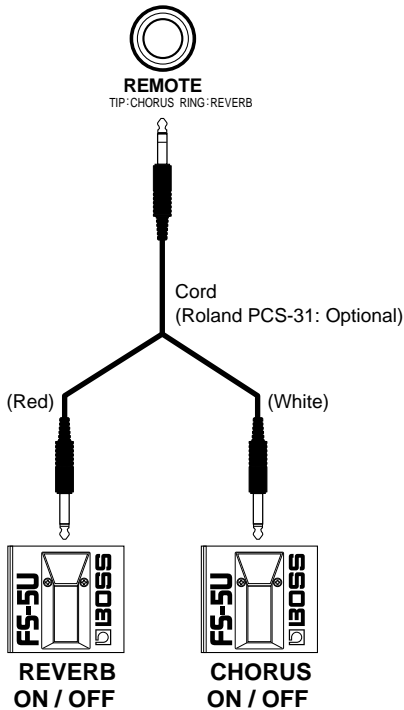 REMOTE
TIP:CHORUS RING:REVERB
Cord
(Roland PCS-31: Optional)
(Red)
(White)
FS-5U
BOSS
FS-5U
BOSS
REVERB
ON / OFF
CHORUS
ON / OFF